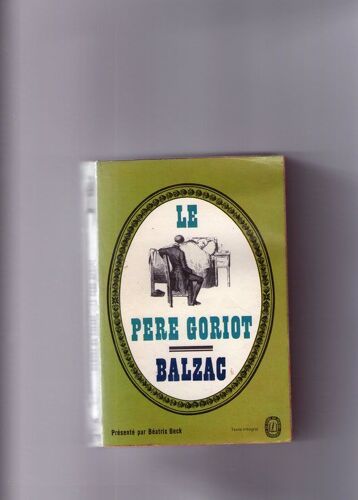 LE
PERE GORIOT
BALZAC
Présenté par Béatrix Beck
Texte intégral